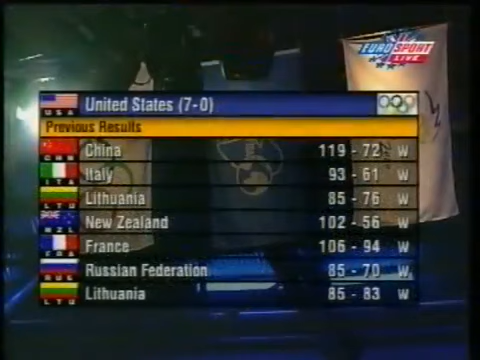 EUROSPORT
LIVE
USA United States (7-0)
Previous Results
CHN China 119 - 72 W
ITA Italy 93 - 61 W
LTU Lithuania 85 - 76 W
NZL New Zealand 102 - 56 W
FRA France 106 - 94 W
RUS Russian Federation 85 - 70 W
LTU Lithuania 85 - 83 W